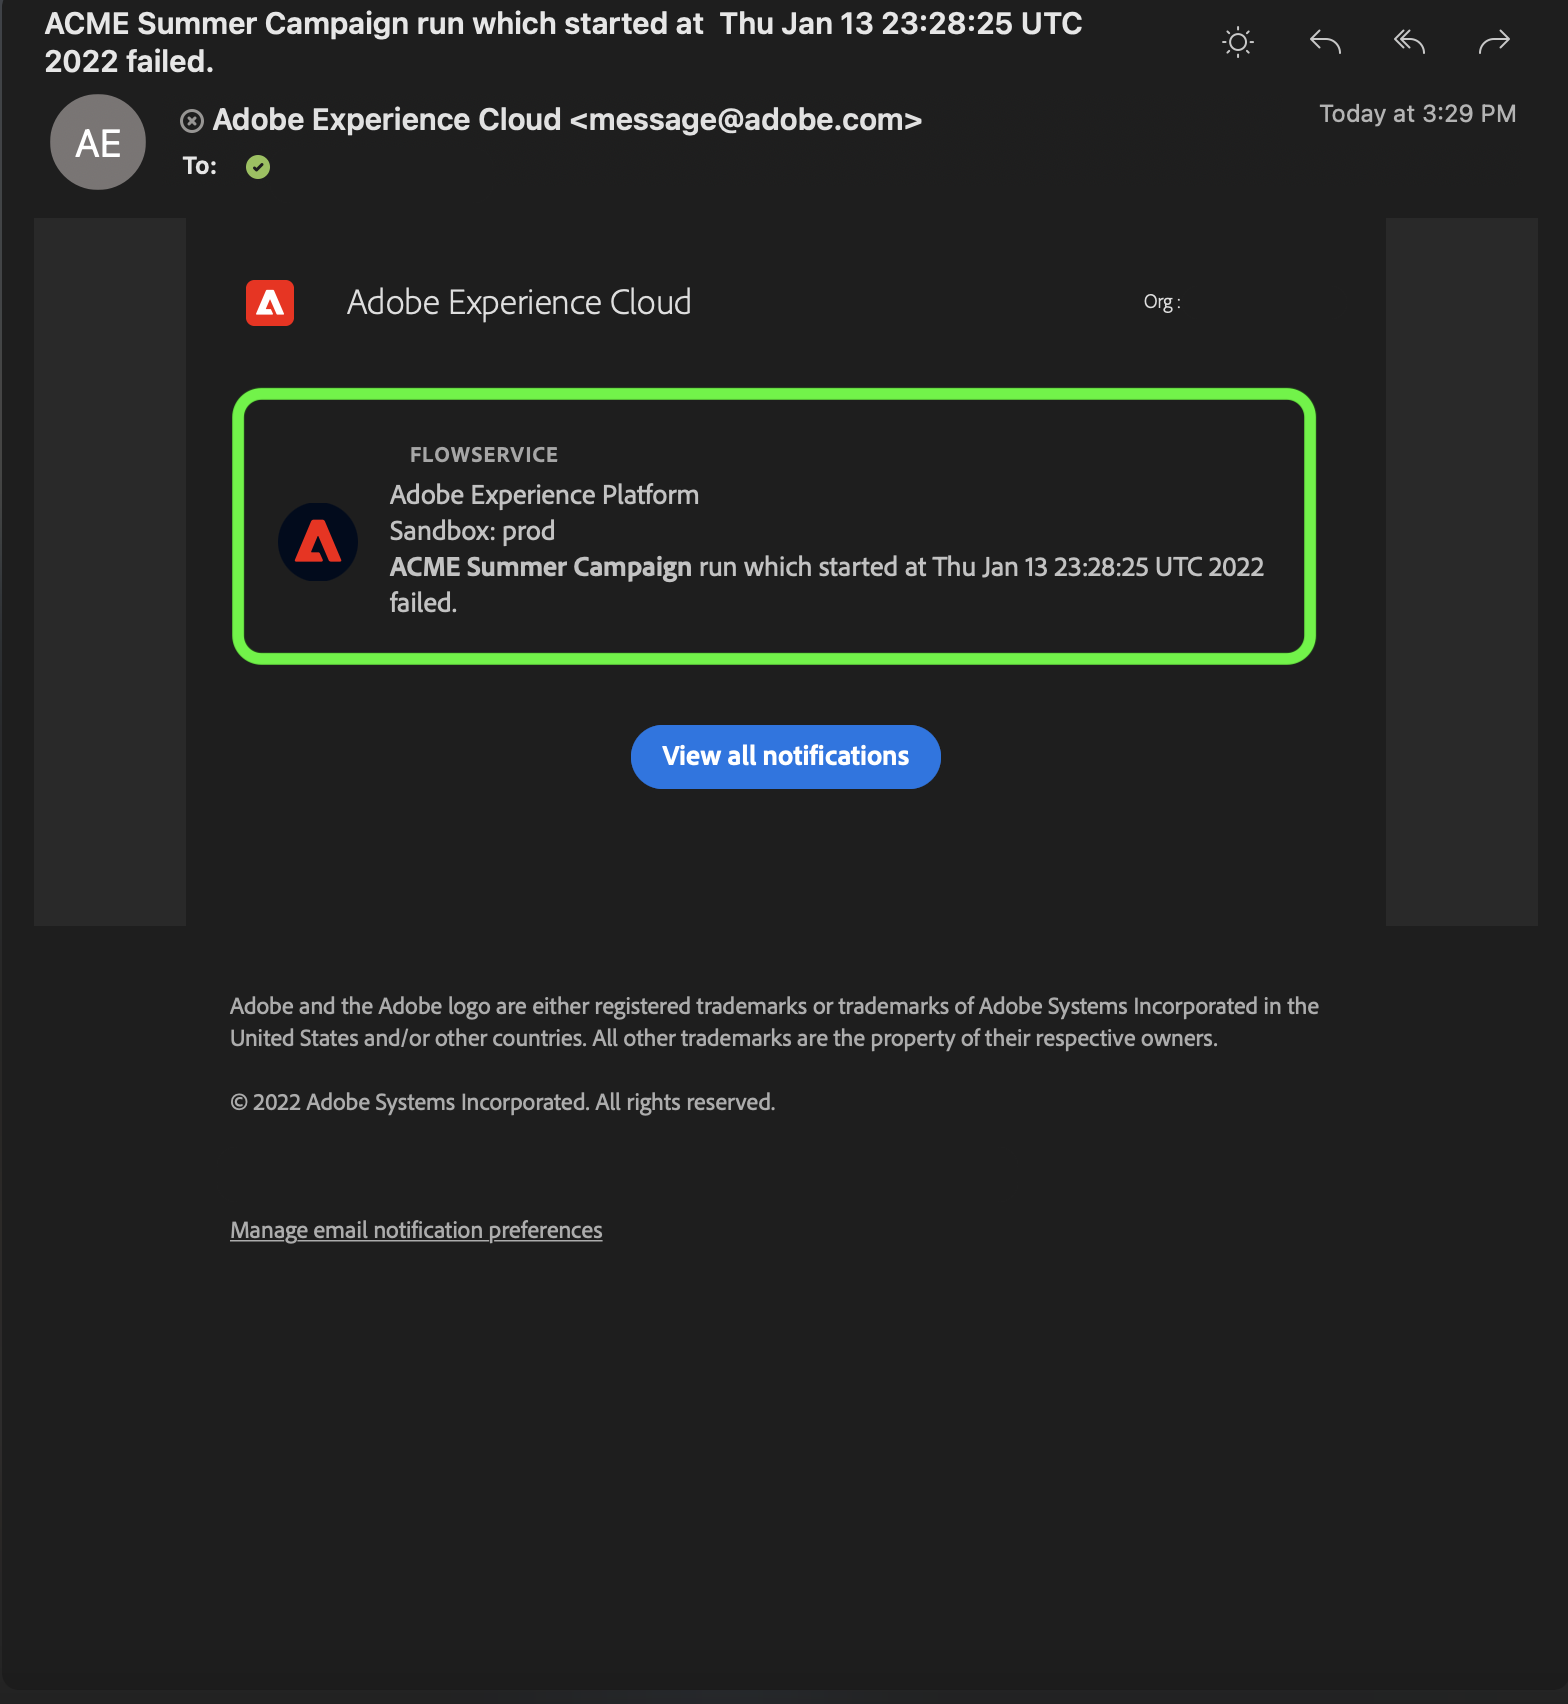 ACME Summer Campaign run which started at  Thu Jan 13 23:28:25 UTC
2022 failed.
AE
Adobe Experience Cloud <message@adobe.com>
Today at 3:29 PM
To:
Adobe Experience Cloud
Org :
FLOWSERVICE
Adobe Experience Platform
Sandbox: prod
ACME Summer Campaign run which started at Thu Jan 13 23:28:25 UTC 2022
failed.
View all notifications
Adobe and the Adobe logo are either registered trademarks or trademarks of Adobe Systems Incorporated in the
United States and/or other countries. All other trademarks are the property of their respective owners.
© 2022 Adobe Systems Incorporated. All rights reserved.
Manage email notification preferences